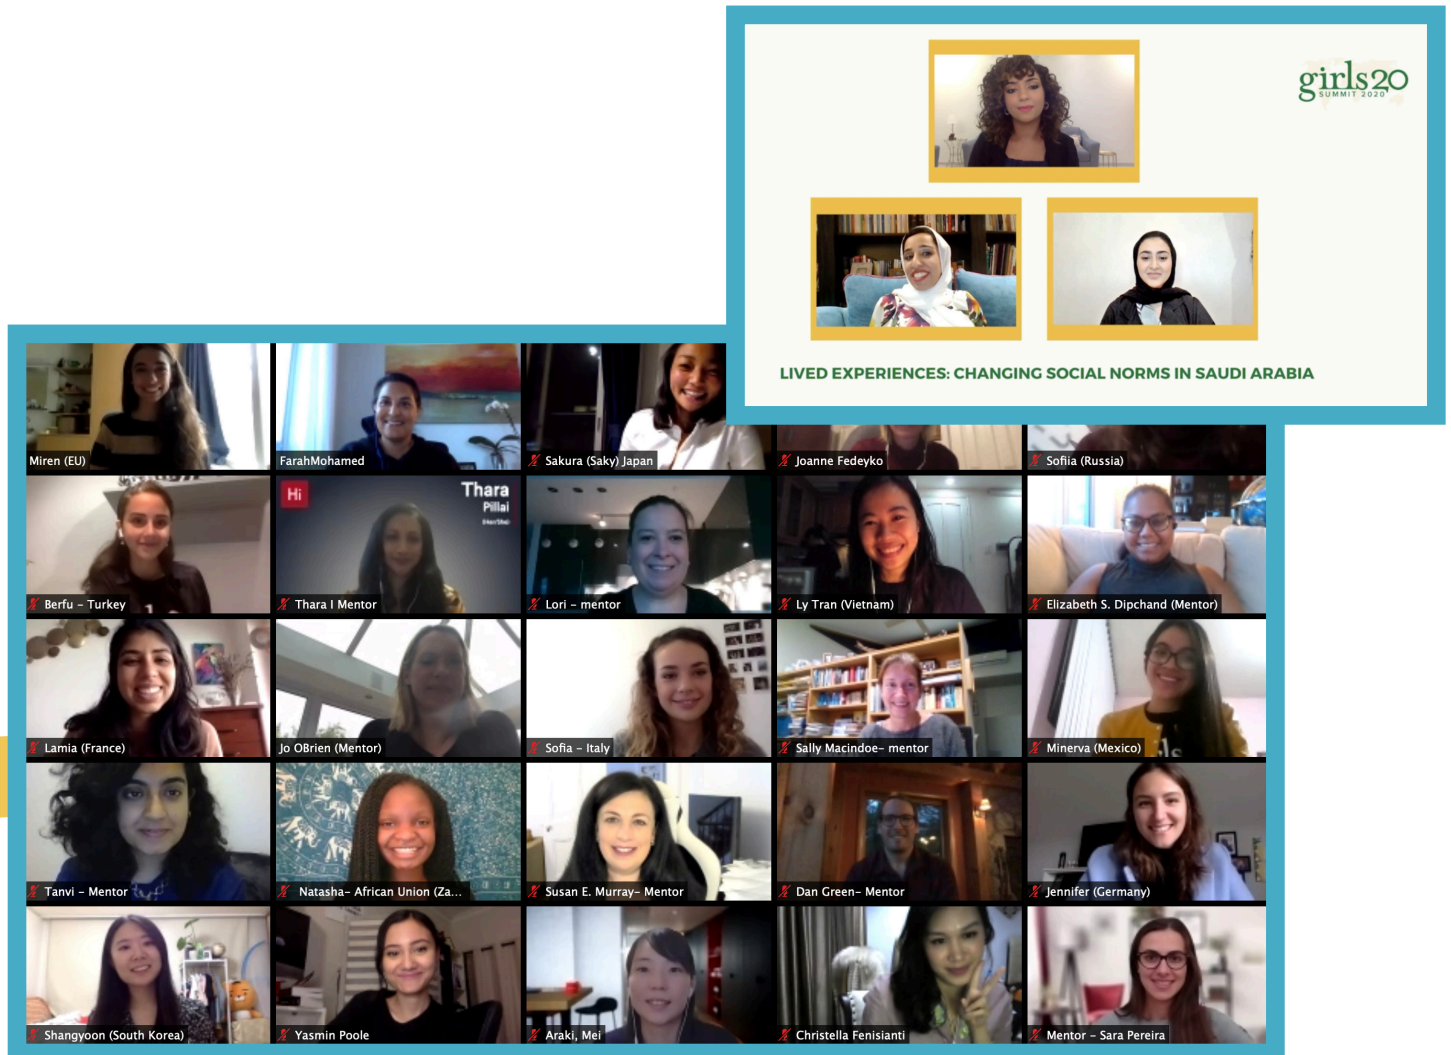 girls20
SUMMIT 2020
LIVED EXPERIENCES: CHANGING SOCIAL NORMS IN SAUDI ARABIA
Miren (EU)
FarahMohamed
Sakura (Saky) Japan
Joanne Fedeyko
Sofiia (Russia)
Hi
Thara
Pillai
Berfu - Turkey
Thara I Mentor
Lori - mentor
Ly Tran (Vietnam)
Elizabeth S. Dipchand (Mentor)
Lamia (France)
Jo OBrien (Mentor)
Sofia - Italy
Sally Macindoe- mentor
Minerva (Mexico)
Tanvi - Mentor
Natasha- African Union (Za...
Susan E. Murray- Mentor
Dan Green- Mentor
Jennifer (Germany)
Shangyoon (South Korea)
Yasmin Poole
Araki, Mei
Christella Fenisianti
Mentor - Sara Pereira